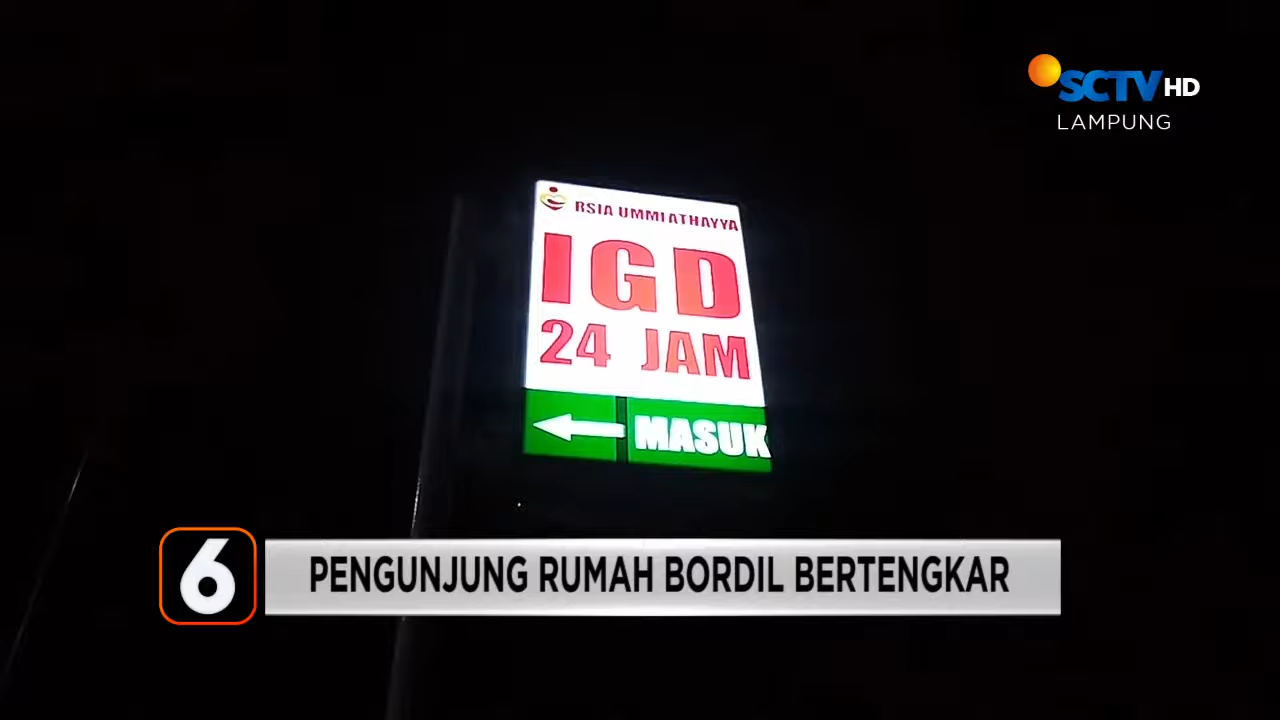 SCTV HD
LAMPUNG
RSIA UMMI ATHAYYA
IGD
24 JAM
MASUK
6
PENGUNJUNG RUMAH BORDIL BERTENGKAR